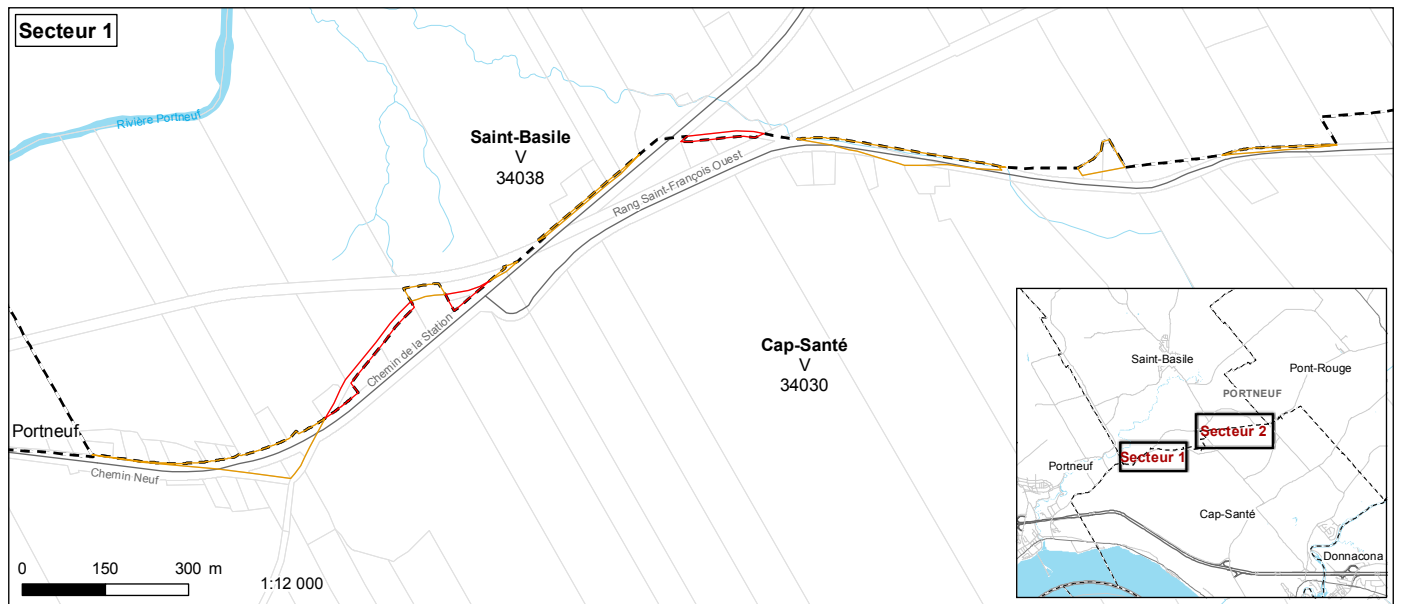 Secteur 1
Rivière Portneuf
Saint-Basile
V
34038
Rang Saint-François Ouest
Chemin de la Station
Cap-Santé
V
34030
Portneuf
Chemin Neuf
0 150 300 m
1:12 000
Saint-Basile
Pont-Rouge
PORTNEUF
Secteur 2
Secteur 1
Portneuf
Cap-Santé
Donnacona